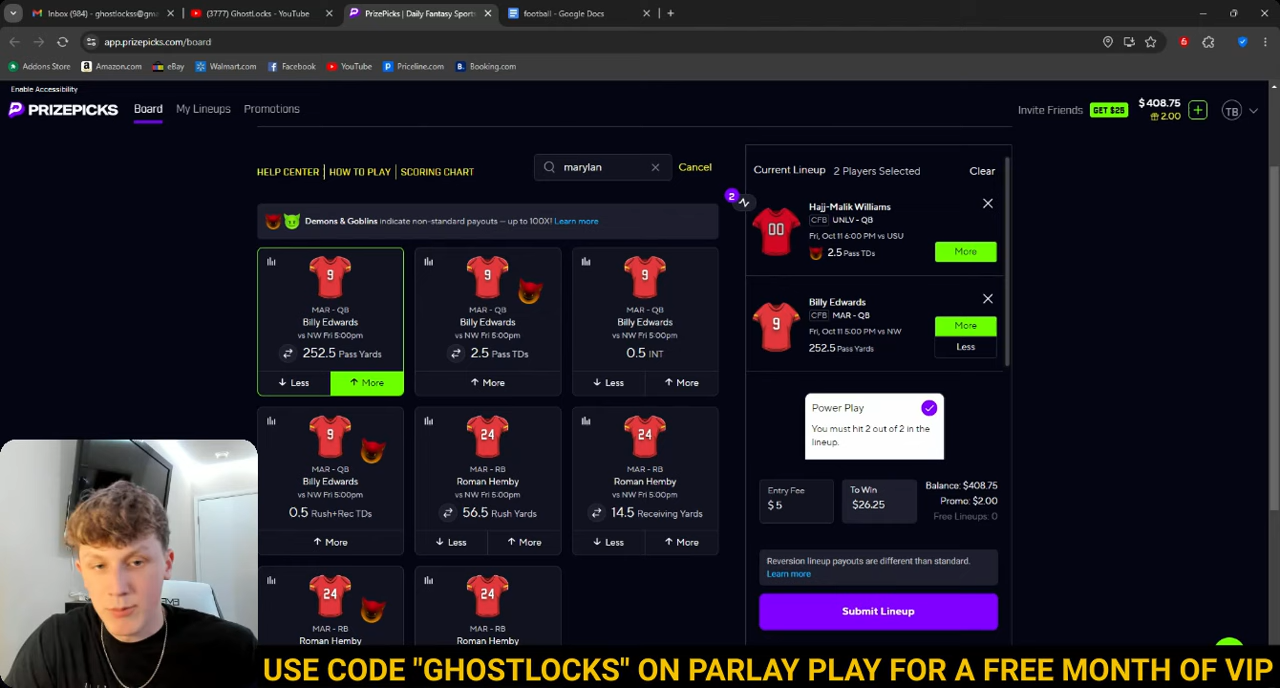 Inbox (984) - ghostlockss@gm
(3777) GhostLocks - YouTube
PrizePicks | Daily Fantasy Sports
football - Google Docs
app.prizepicks.com/board
6
Addons Store
Amazon.com
eBay
Walmart.com
Facebook
YouTube
Priceline.com
Booking.com
Enable Accessibility
PRIZEPICKS
Board
My Lineups
Promotions
Invite Friends
GET $25
$408.75
2.00
TB
HELP CENTER
HOW TO PLAY
SCORING CHART
marylan
Cancel
Demons & Goblins indicate non-standard payouts – up to 100X! Learn more
9
MAR - QB
Billy Edwards
vs NW Fri 5:00pm
252.5 Pass Yards
Less
More
9
MAR - QB
Billy Edwards
vs NW Fri 5:00pm
2.5 Pass TDs
More
9
MAR - QB
Billy Edwards
vs NW Fri 5:00pm
0.5 INT
Less
More
9
MAR - QB
Billy Edwards
vs NW Fri 5:00pm
0.5 Rush+Rec TDs
More
24
MAR - RB
Roman Hemby
vs NW Fri 5:00pm
56.5 Rush Yards
Less
More
24
MAR - RB
Roman Hemby
vs NW Fri 5:00pm
14.5 Receiving Yards
Less
More
24
MAR - RB
Roman Hemby
24
MAR - RB
Roman Hemby
2
Current Lineup
2 Players Selected
Clear
00
Hajj-Malik Williams
CFB UNLV - QB
Fri, Oct 11 6:00 PM vs USU
2.5 Pass TDs
More
9
Billy Edwards
CFB MAR - QB
Fri, Oct 11 5:00 PM vs NW
252.5 Pass Yards
More
Less
Power Play
You must hit 2 out of 2 in the
lineup.
Entry Fee
$ 5
To Win
$26.25
Balance: $408.75
Promo: $2.00
Free Lineups: 0
Reversion lineup payouts are different than standard.
Learn more
Submit Lineup
USE CODE "GHOSTLOCKS" ON PARLAY PLAY FOR A FREE MONTH OF VIP